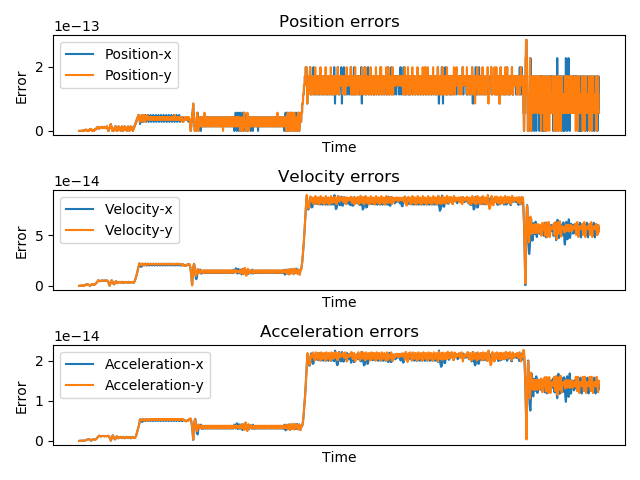 Position errors
1e−13
Position-x
Position-y
2
0
Error
Time
Velocity errors
1e−14
Velocity-x
Velocity-y
5
0
Error
Time
Acceleration errors
1e−14
Acceleration-x
Acceleration-y
2
1
0
Error
Time